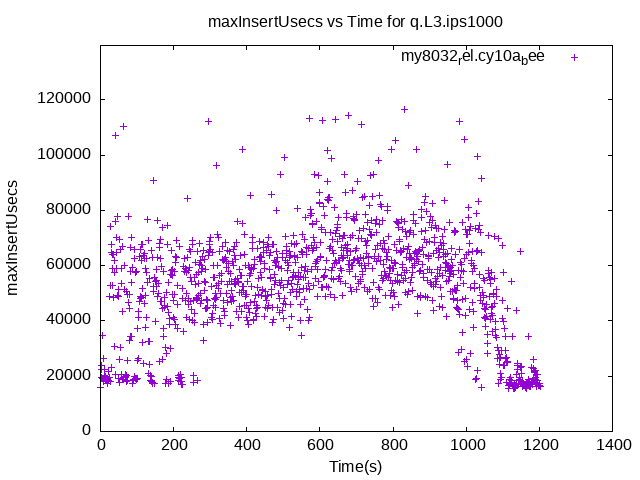 maxInsertUsecs vs Time for q.L3.ips1000
my8032rel.cy10abee
maxInsertUsecs
120000
100000
80000
60000
40000
20000
0
0 200 400 600 800 1000 1200 1400
Time(s)